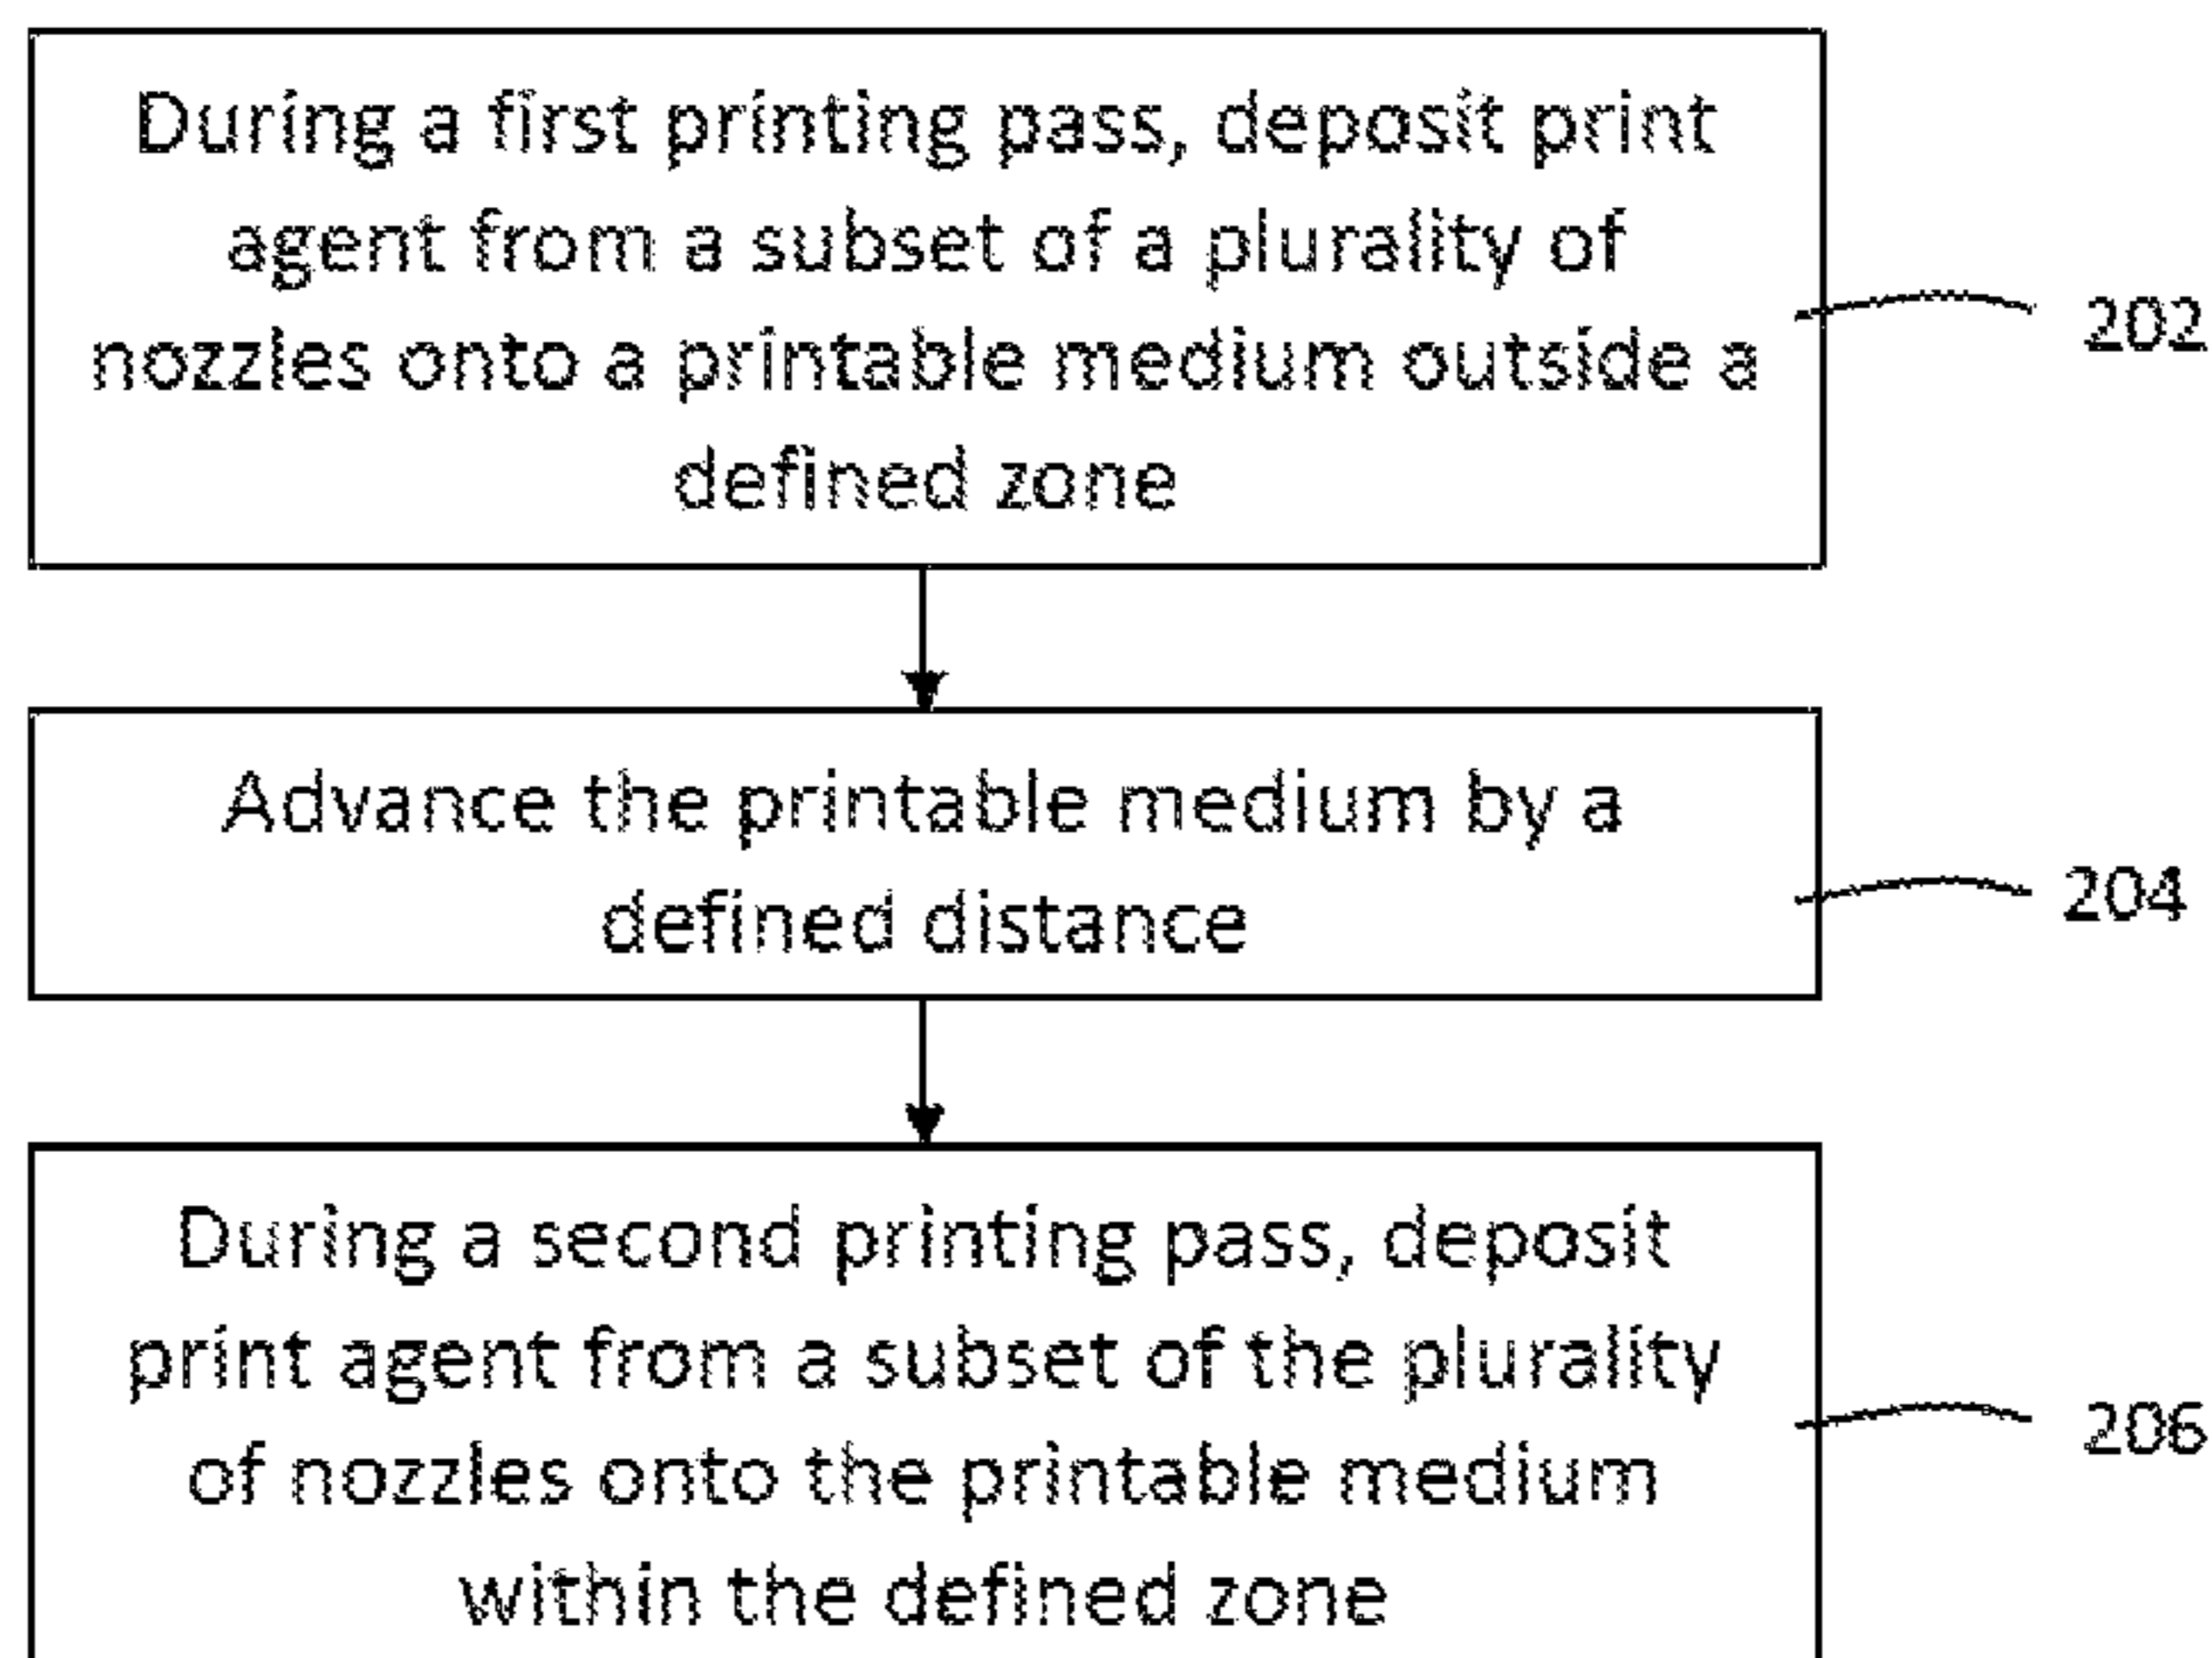 During a first printing pass, deposit print
agent from a subset of a plurality of
nozzles onto a printable medium outside a
defined zone
202
Advance the printable medium by a
defined distance
204
During a second printing pass, deposit
print agent from a subset of the plurality
of nozzles onto the printable medium
within the defined zone
206